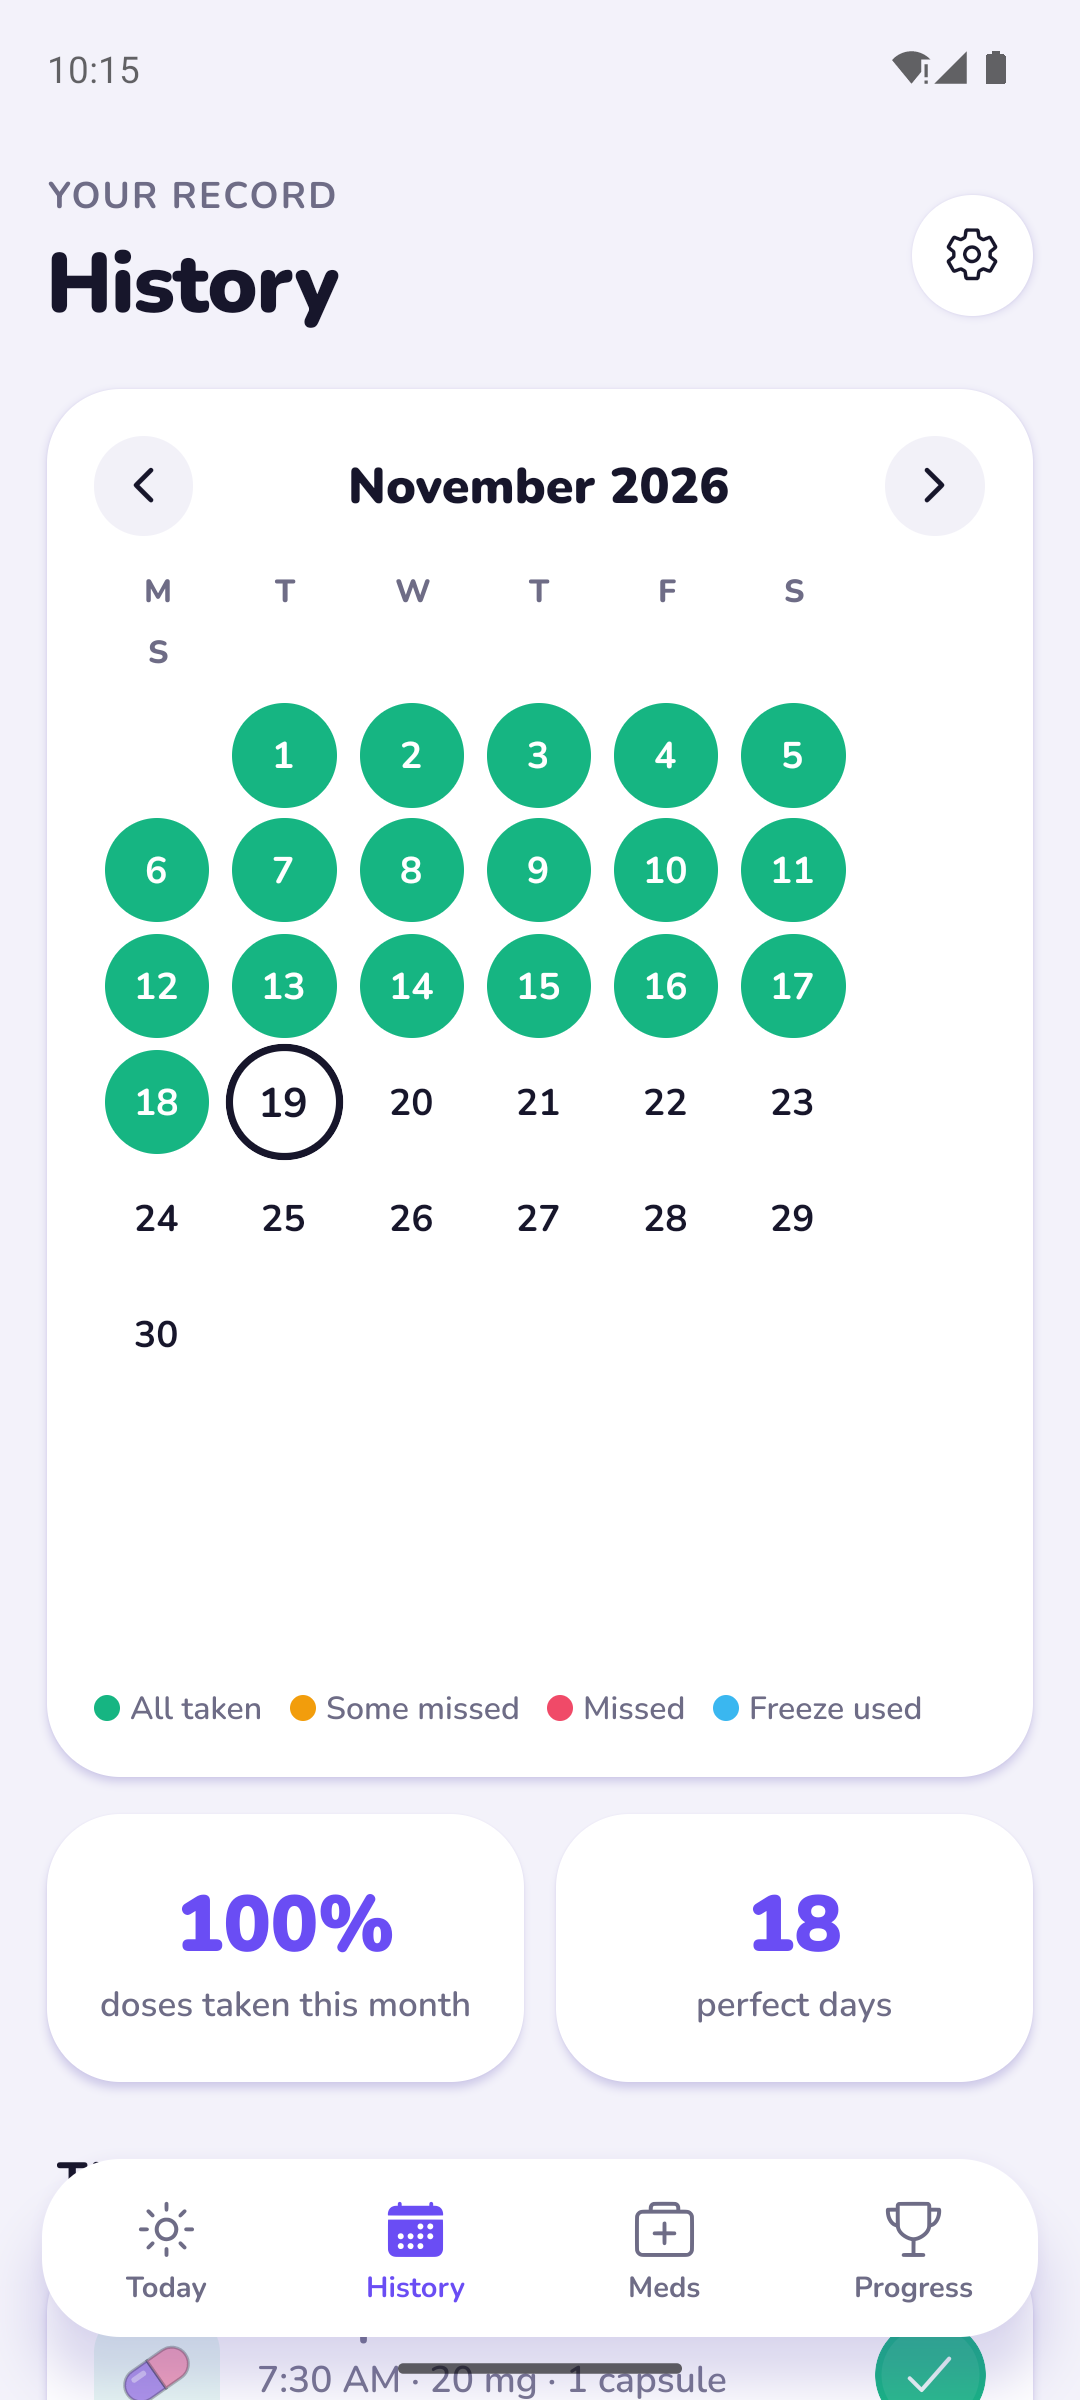 10:15
YOUR RECORD
History
November 2026
M T W T F S
S
1 2 3 4 5
6 7 8 9 10 11
12 13 14 15 16 17
18 19 20 21 22 23
24 25 26 27 28 29
30
All taken Some missed Missed Freeze used
100% 18
doses taken this month perfect days
Today History Meds Progress
7:30 AM · 20 mg · 1 capsule